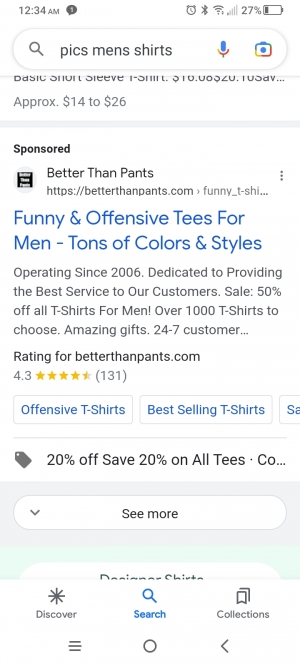 12:34 AM
27%
pics mens shirts
Basic Short Sleeve T-Shirt. $16.08$20.10Sav...
Approx. $14 to $26
Sponsored
Better Than Pants
https://betterthanpants.com › funny_t-shi...
Funny & Offensive Tees For
Men - Tons of Colors & Styles
Operating Since 2006. Dedicated to Providing
the Best Service to Our Customers. Sale: 50%
off all T-Shirts For Men! Over 1000 T-Shirts to
choose. Amazing gifts. 24-7 customer...
Rating for betterthanpants.com
4.3 ★★★★★ (131)
Offensive T-Shirts Best Selling T-Shirts Sa
20% off Save 20% on All Tees · Co...
See more
Designer Shirts
Discover Search Collections